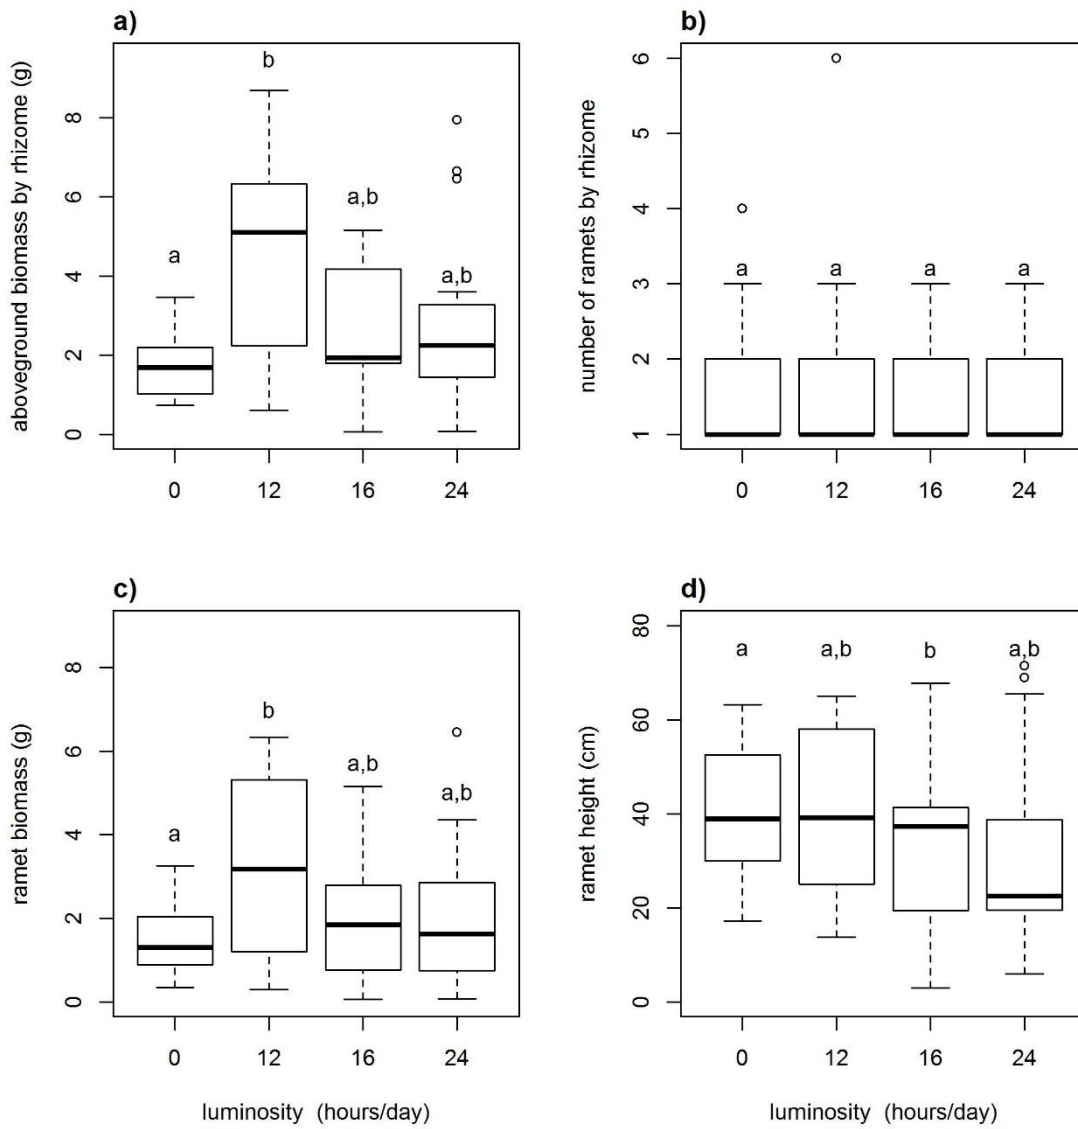 a)
aboveground biomass by rhizome (g)
8
6
4
2
0
b
a
a,b
a,b
0 12 16 24
b)
number of ramets by rhizome
6
5
4
3
2
1
a a a a
0 12 16 24
c)
ramet biomass (g)
8
6
4
2
0
b
a,b
a,b
a
0 12 16 24
luminosity (hours/day)
d)
ramet height (cm)
80
60
40
20
0
a a,b b a,b
0 12 16 24
luminosity (hours/day)